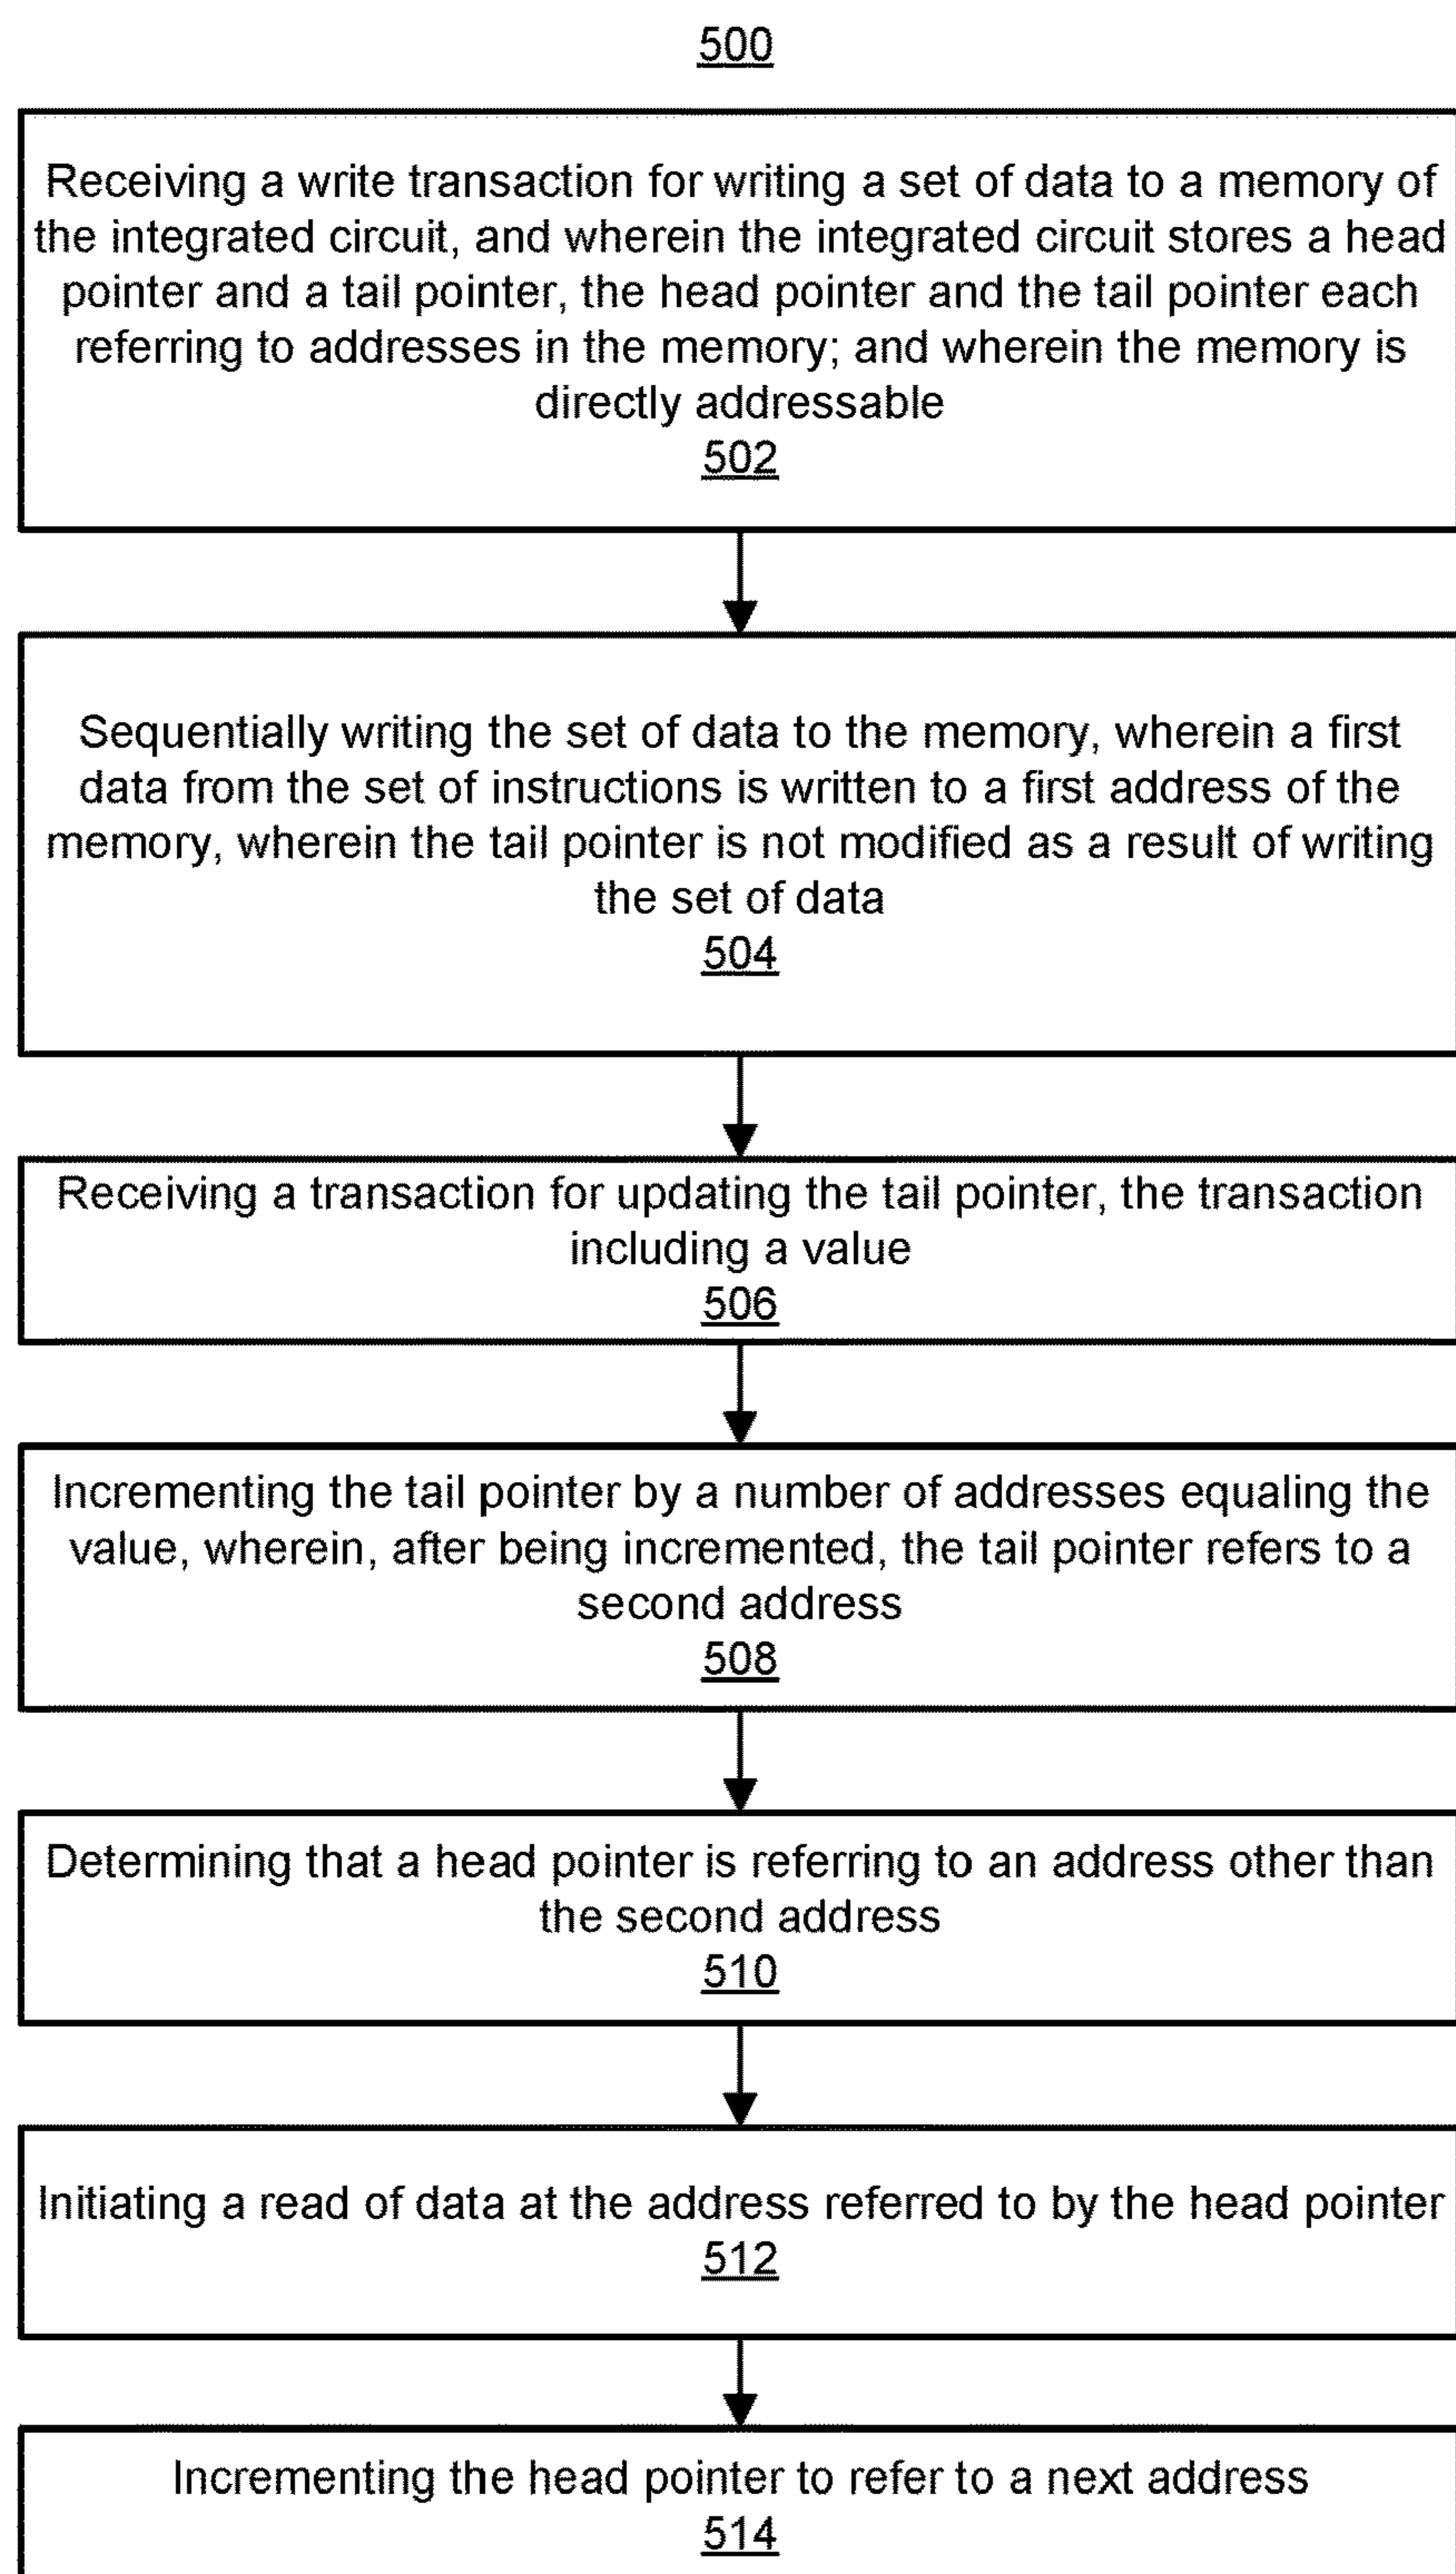 500
Receiving a write transaction for writing a set of data to a memory of
the integrated circuit, and wherein the integrated circuit stores a head
pointer and a tail pointer, the head pointer and the tail pointer each
referring to addresses in the memory; and wherein the memory is
directly addressable
502
Sequentially writing the set of data to the memory, wherein a first
data from the set of instructions is written to a first address of the
memory, wherein the tail pointer is not modified as a result of writing
the set of data
504
Receiving a transaction for updating the tail pointer, the transaction
including a value
506
Incrementing the tail pointer by a number of addresses equaling the
value, wherein, after being incremented, the tail pointer refers to a
second address
508
Determining that a head pointer is referring to an address other than
the second address
510
Initiating a read of data at the address referred to by the head pointer
512
Incrementing the head pointer to refer to a next address
514